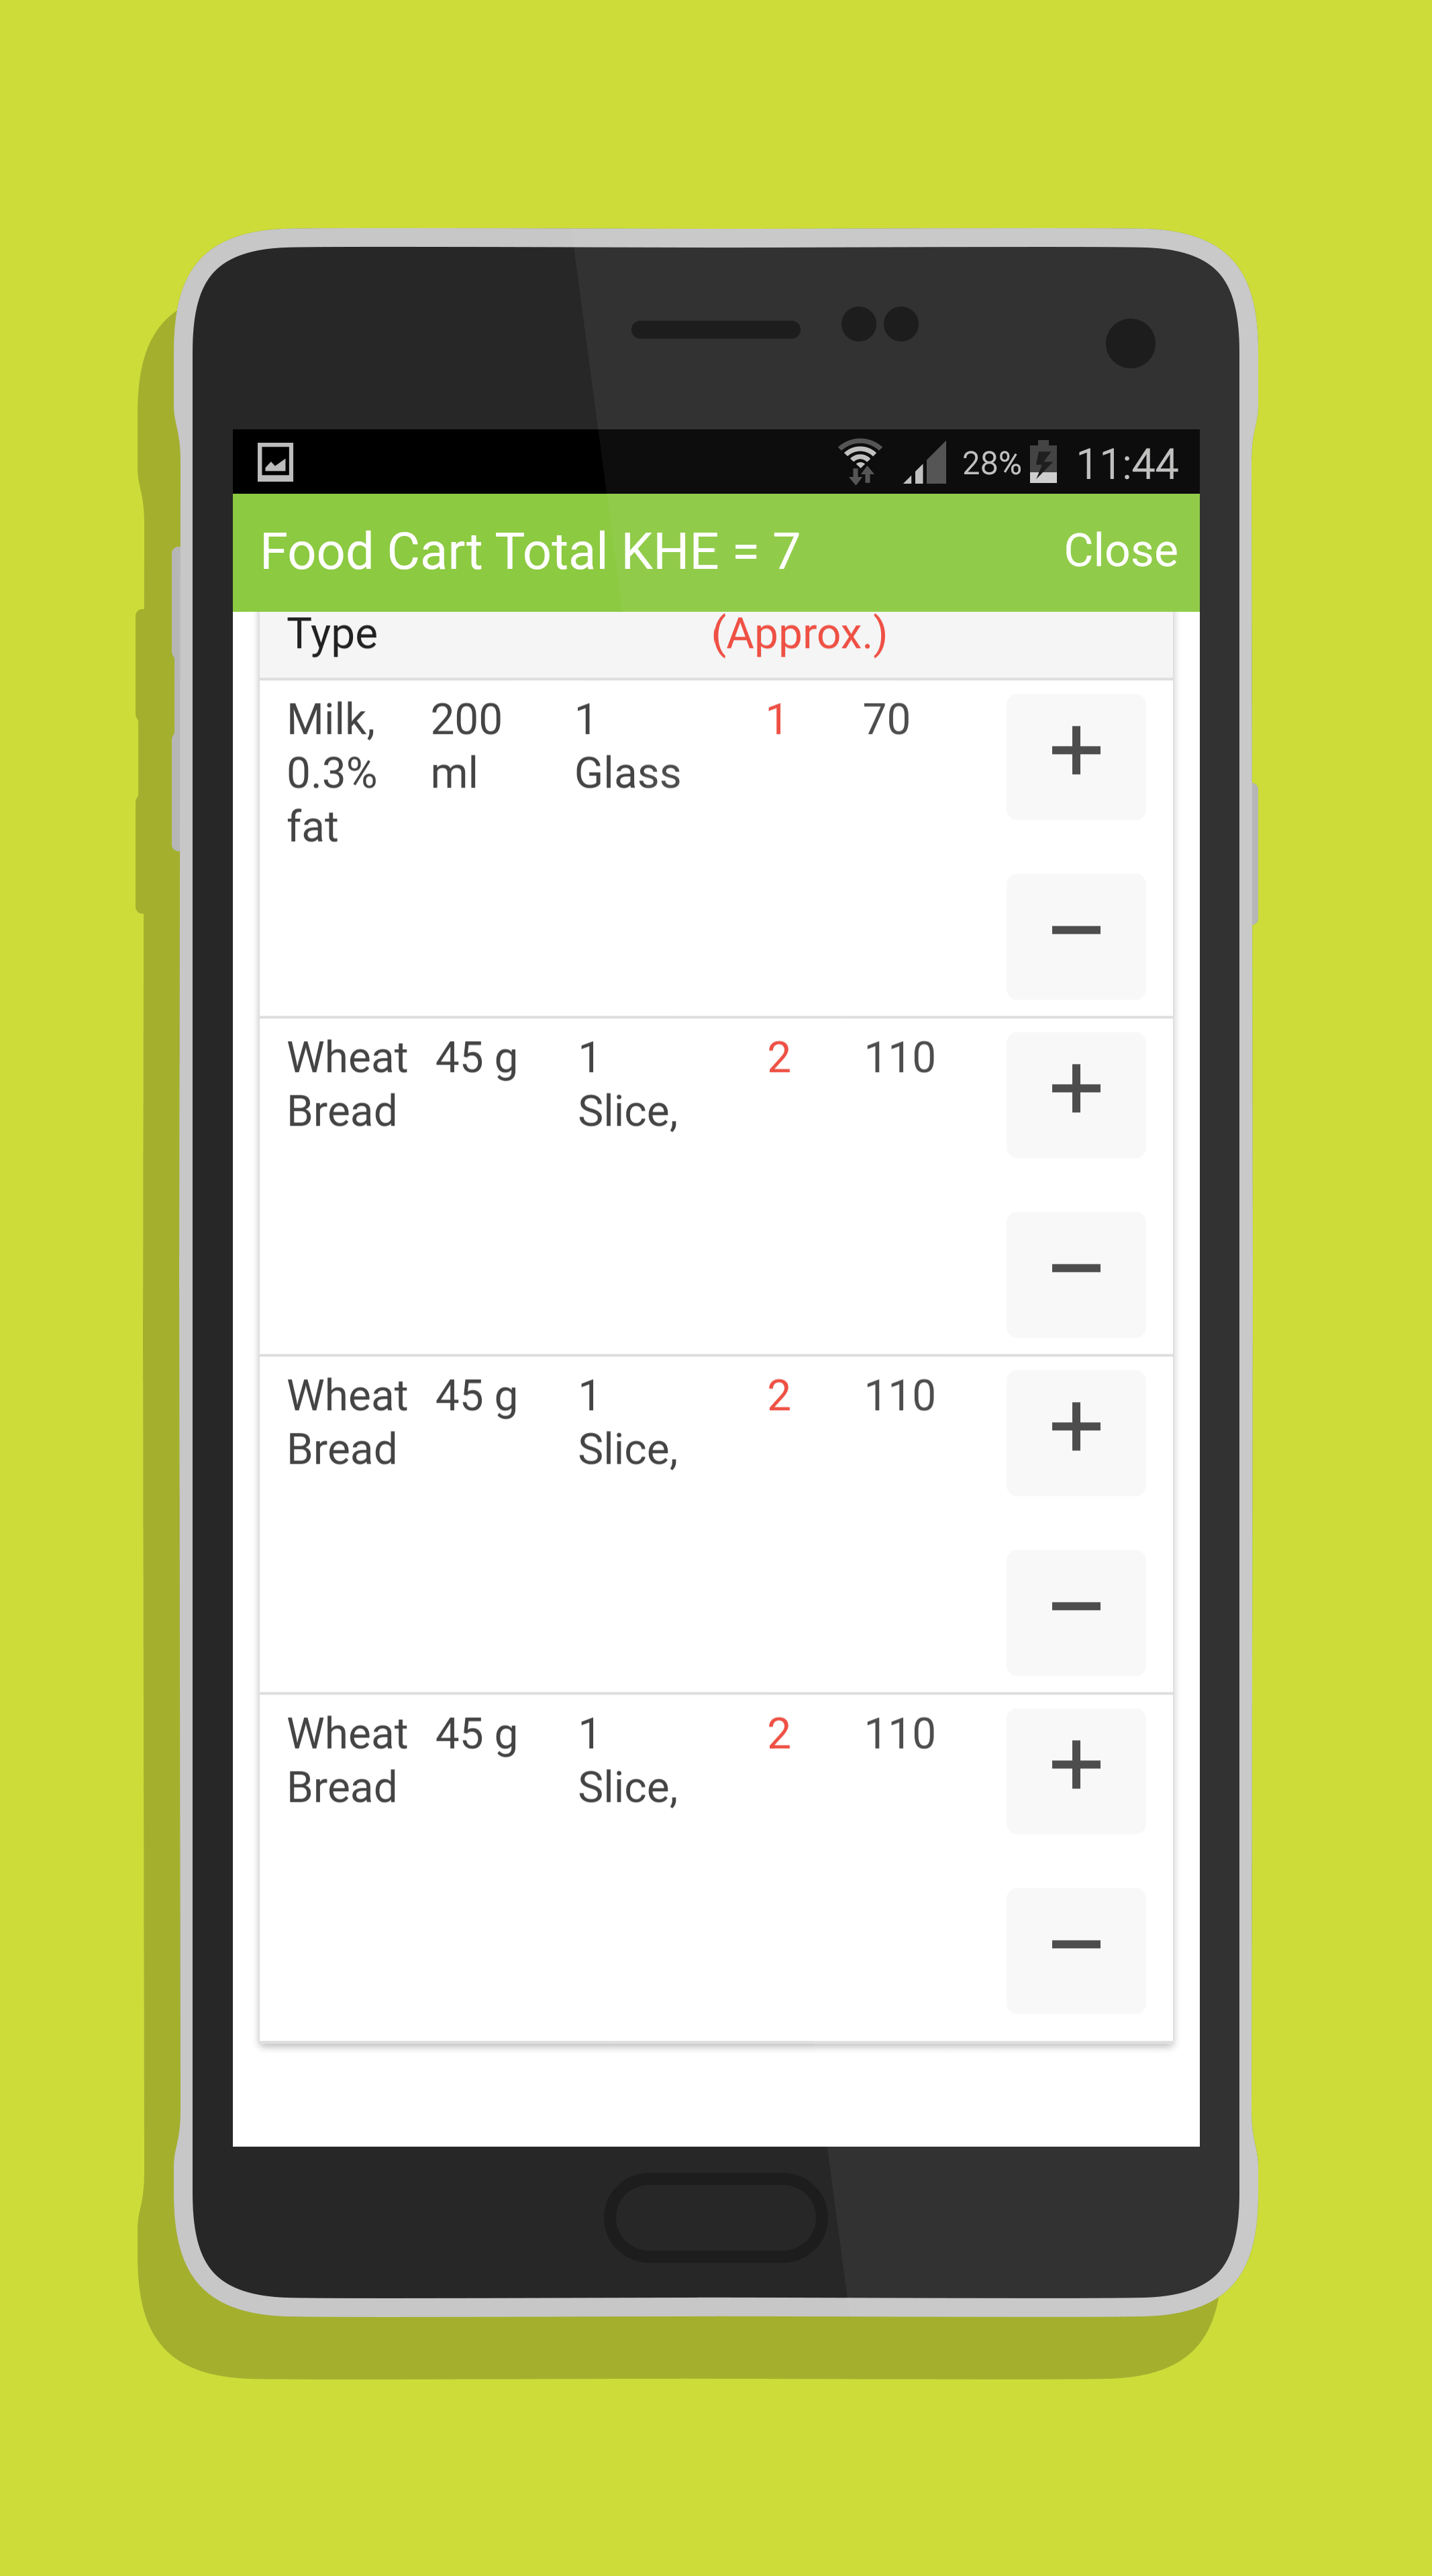 28% 11:44
Food Cart Total KHE = 7 Close
Type (Approx.)
Milk, 200 1 1 70 +
0.3% ml Glass
fat
−
Wheat 45 g 1 2 110 +
Bread Slice,
−
Wheat 45 g 1 2 110 +
Bread Slice,
−
Wheat 45 g 1 2 110 +
Bread Slice,
−